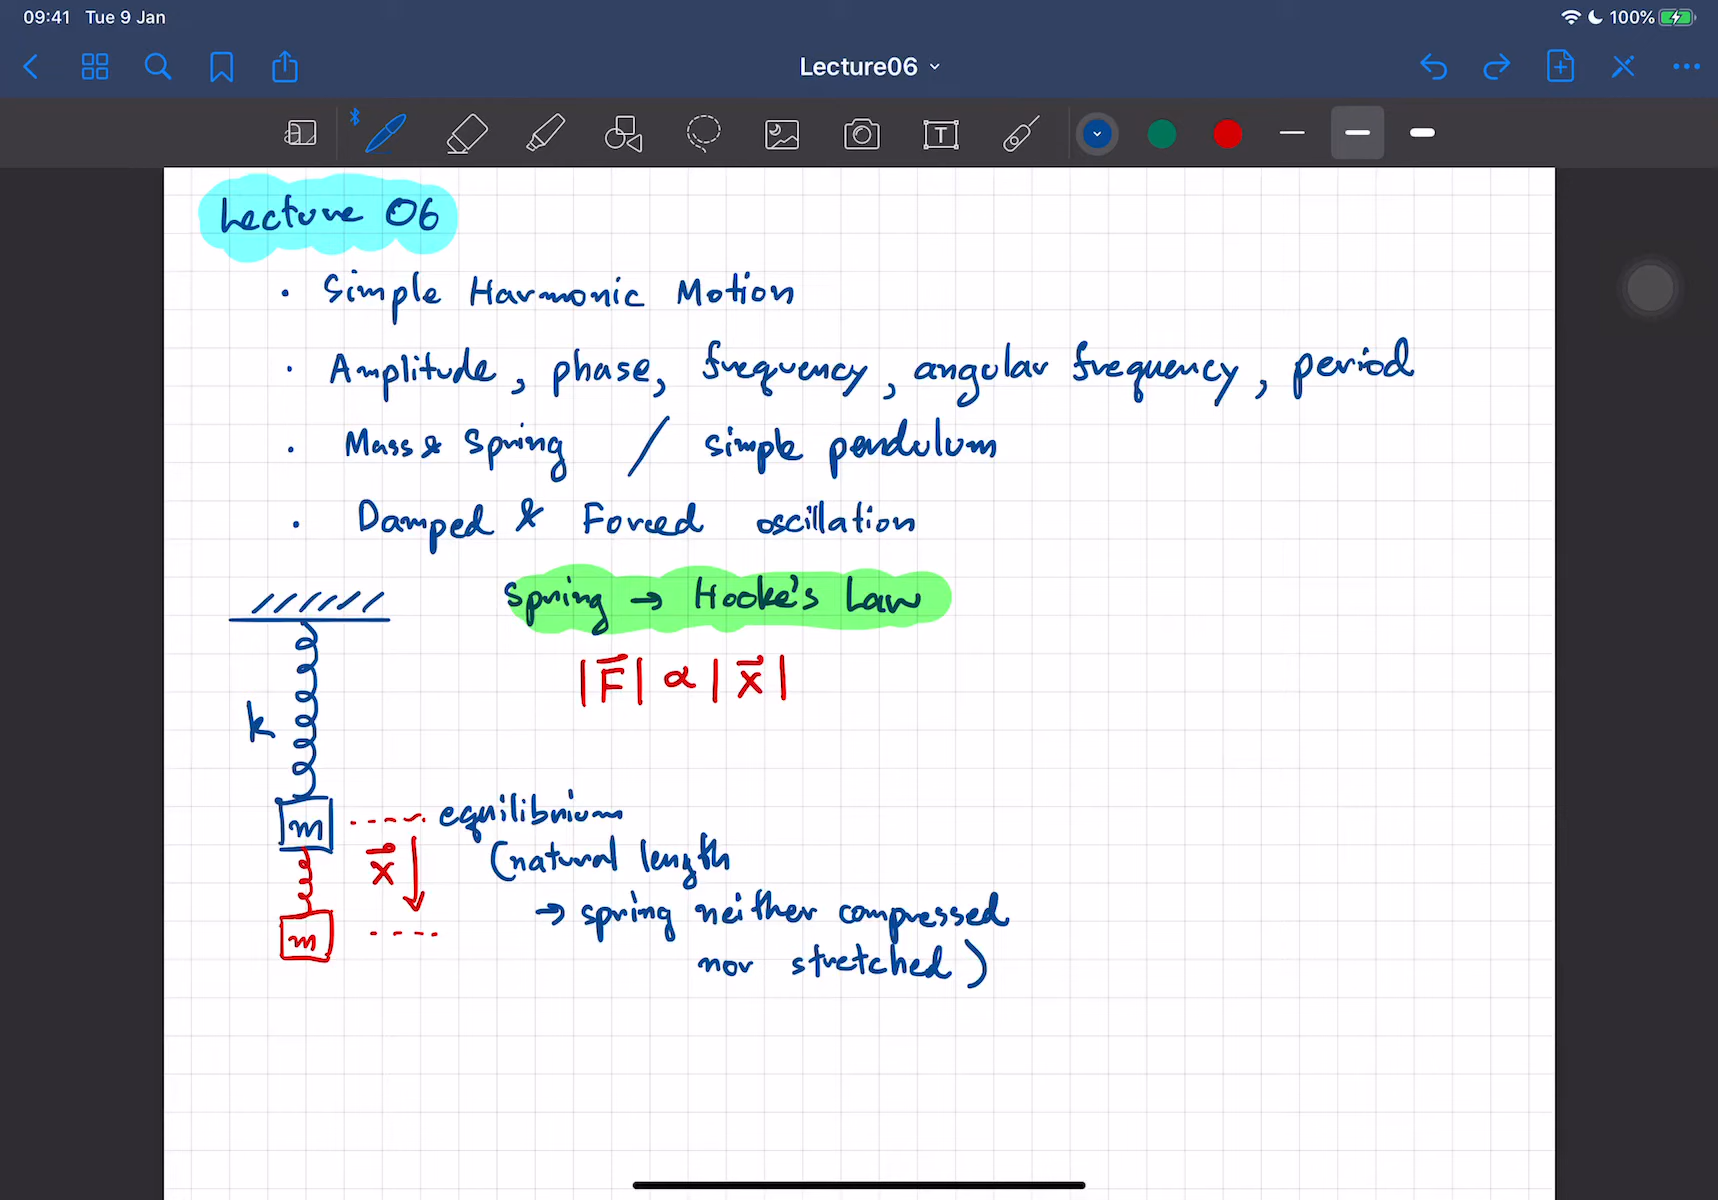 09:41 Tue 9 Jan 100%
Lecture06
T
Lecture 06
· Simple Harmonic Motion
· Amplitude, phase, frequency, angular frequency, period
· Mass & Spring / simple pendulum
· Damped & Forced oscillation
Spring → Hooke's Law
|F⃗| ∝ |x⃗|
k
m equilibrium
x⃗ (natural length
→ spring neither compressed
m
nor stretched)